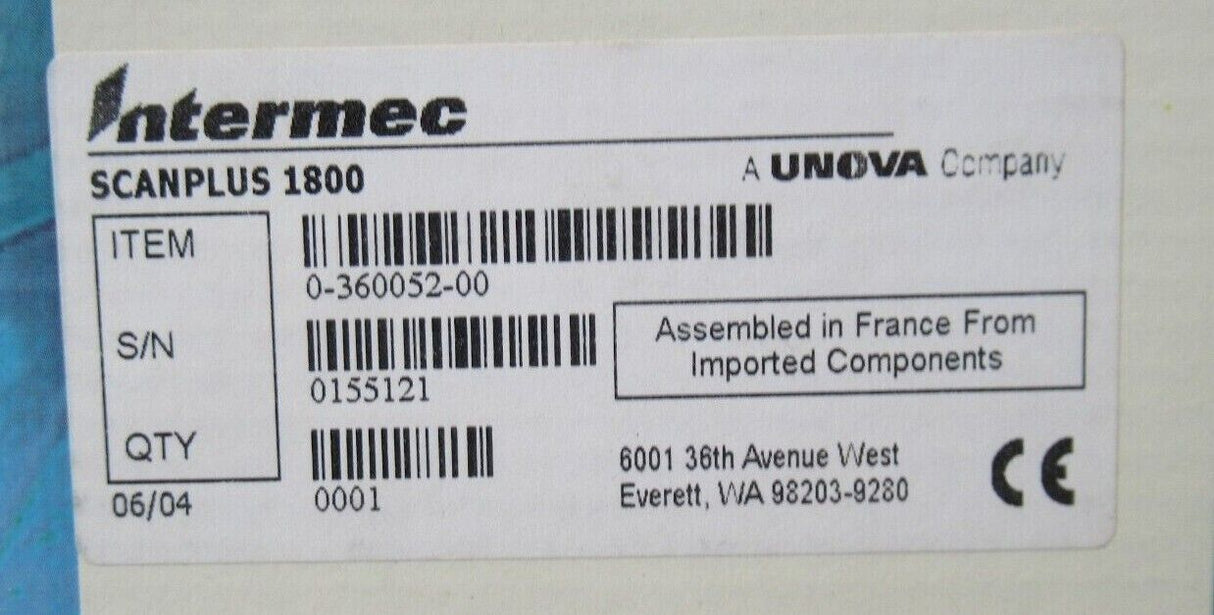 Intermec
SCANPLUS 1800
A UNOVA Company
ITEM
0-360052-00
S/N
0155121
Assembled in France From
Imported Components
QTY
0001
06/04
6001 36th Avenue West
Everett, WA 98203-9280
CE